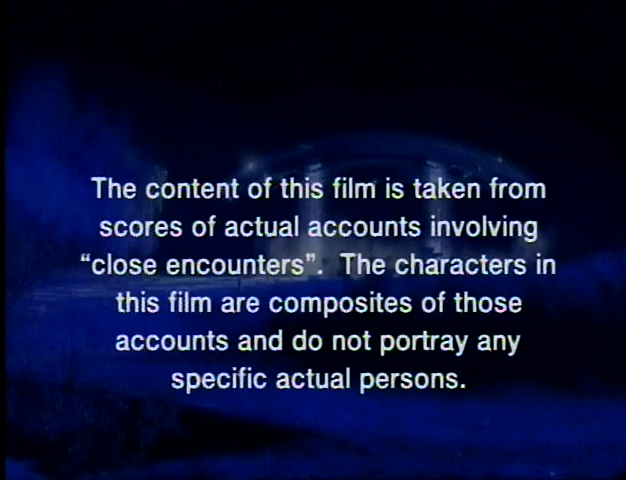 The content of this film is taken from
scores of actual accounts involving
“close encounters”.  The characters in
this film are composites of those
accounts and do not portray any
specific actual persons.